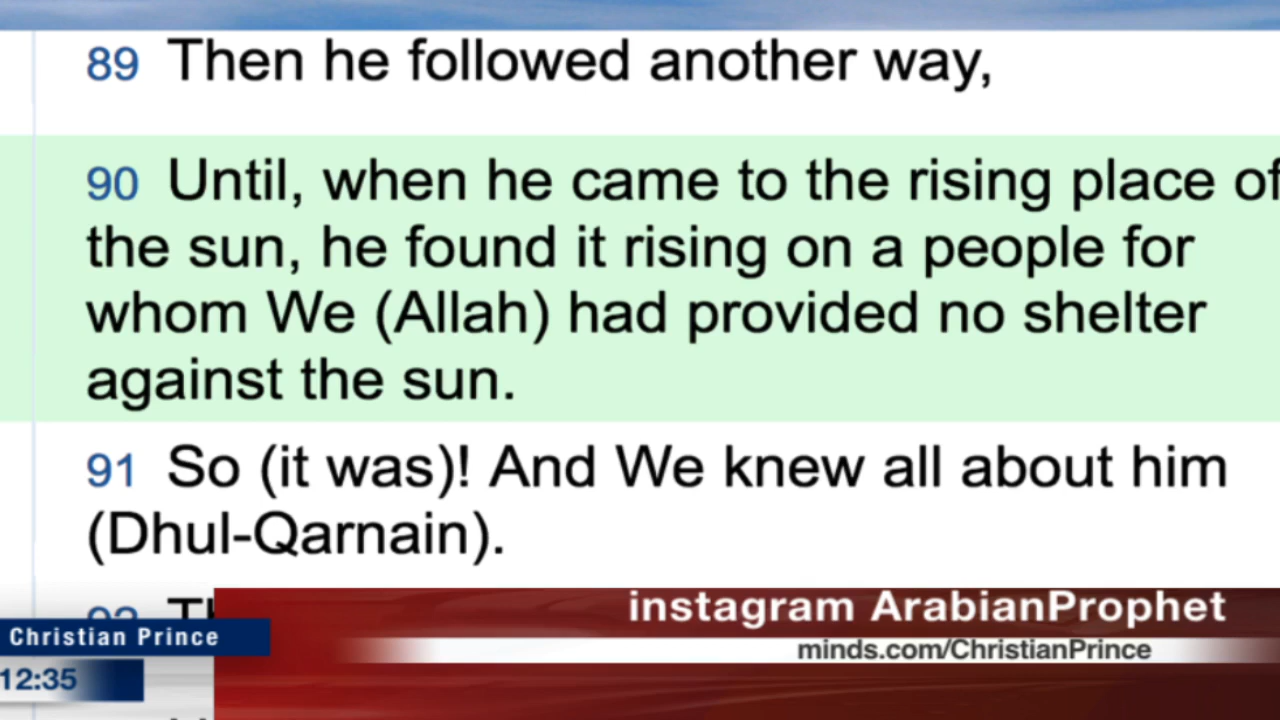 89 Then he followed another way,
90 Until, when he came to the rising place of
the sun, he found it rising on a people for
whom We (Allah) had provided no shelter
against the sun.
91 So (it was)! And We knew all about him
(Dhul-Qarnain).
instagram ArabianProphet
Christian Prince
minds.com/ChristianPrince
12:35